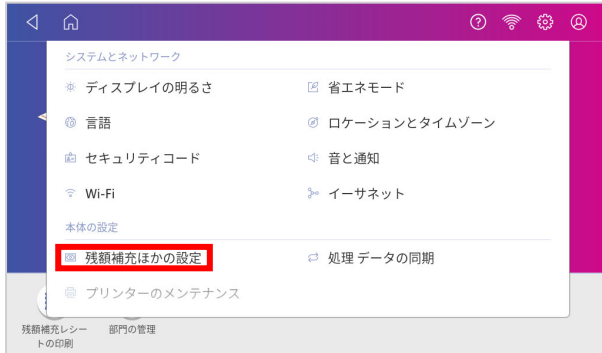 システムとネットワーク
ディスプレイの明るさ
省エネモード
言語
ロケーションとタイムゾーン
セキュリティコード
音と通知
Wi-Fi
イーサネット
本体の設定
残額補充ほかの設定
処理 データの同期
プリンターのメンテナンス
残額補充レシー
トの印刷
部門の管理